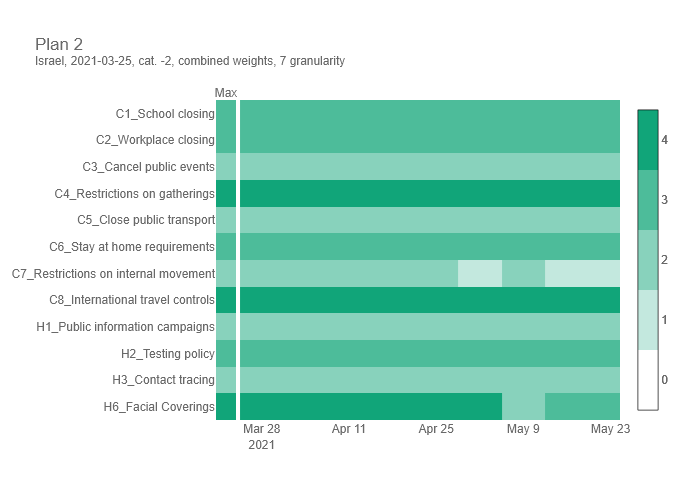 Plan 2
Israel, 2021-03-25, cat. -2, combined weights, 7 granularity
Max
C1_School closing
C2_Workplace closing
C3_Cancel public events
C4_Restrictions on gatherings
C5_Close public transport
C6_Stay at home requirements
C7_Restrictions on internal movement
C8_International travel controls
H1_Public information campaigns
H2_Testing policy
H3_Contact tracing
H6_Facial Coverings
Mar 28 Apr 11 Apr 25 May 9 May 23
2021
4
3
2
1
0